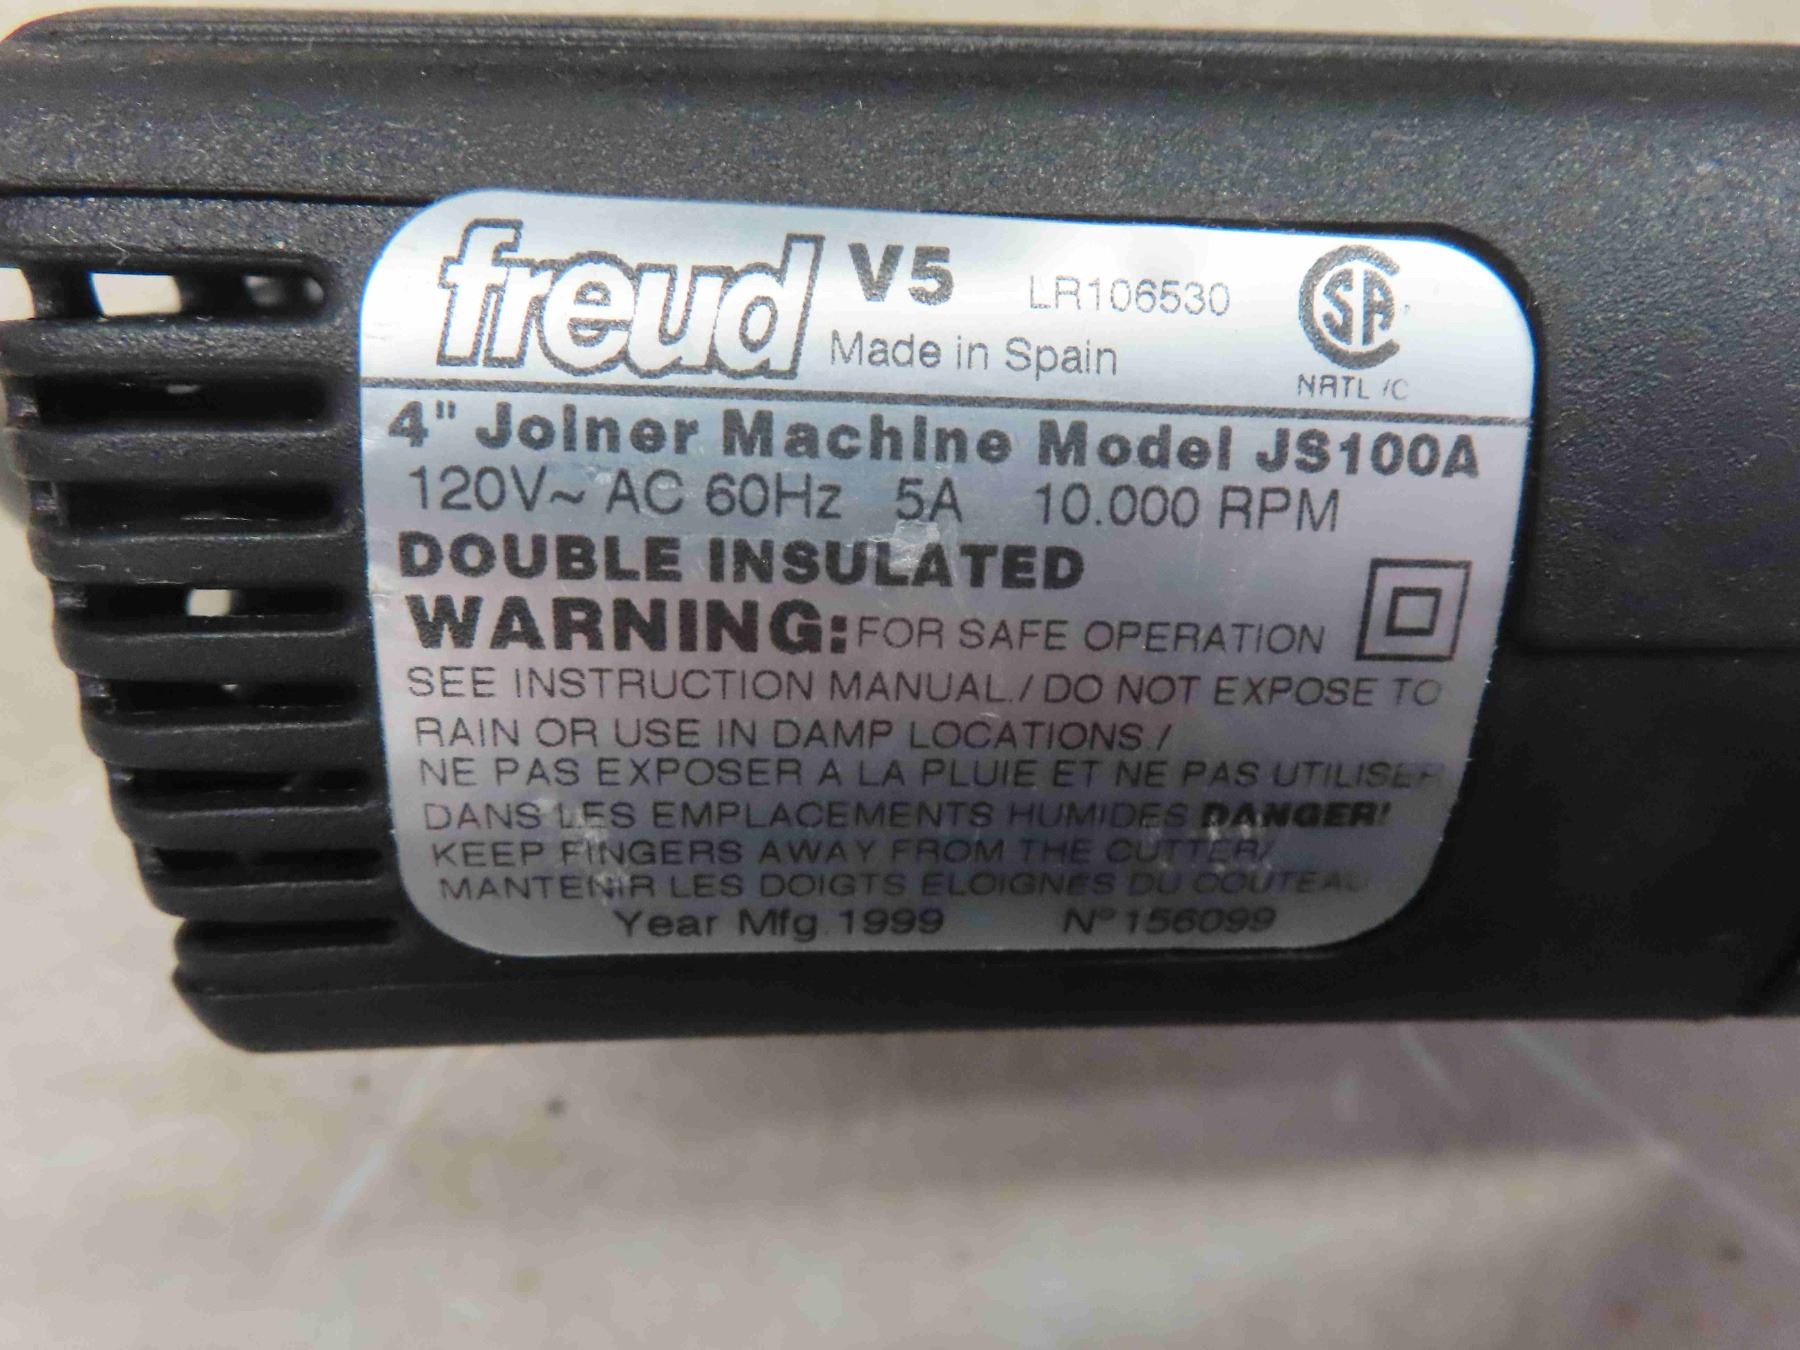 freud V5 LR106530 SA
Made in Spain NRTL /C
4" Joiner Machine Model JS100A
120V~ AC 60Hz 5A 10.000 RPM
DOUBLE INSULATED
WARNING: FOR SAFE OPERATION
SEE INSTRUCTION MANUAL./ DO NOT EXPOSE TO
RAIN OR USE IN DAMP LOCATIONS /
NE PAS EXPOSER A LA PLUIE ET NE PAS UTILISER
DANS LES EMPLACEMENTS HUMIDES DANGER!
KEEP FINGERS AWAY FROM THE CUTTER/
MANTENIR LES DOIGTS ELOIGNES DU COUTEAU
Year Mfg. 1999 Nº 156099